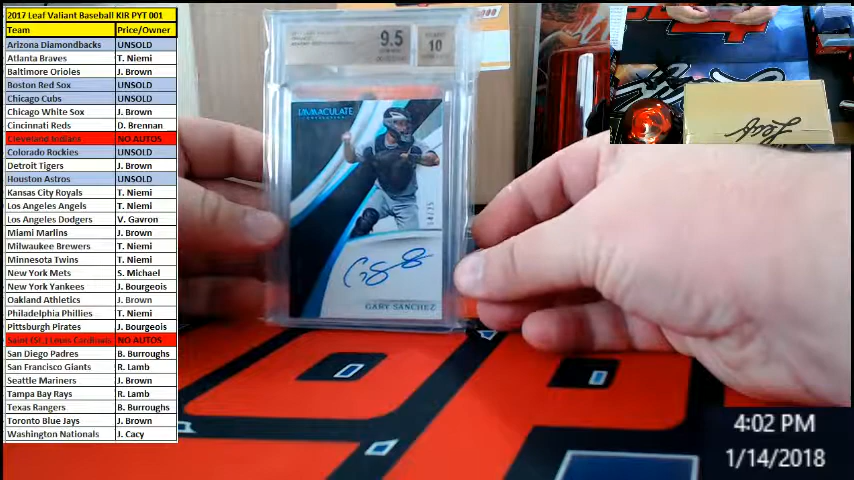 2017 Leaf Valiant Baseball KIR PYT 001
Team Price/Owner
Arizona Diamondbacks UNSOLD
Atlanta Braves T. Niemi
Baltimore Orioles J. Brown
Boston Red Sox UNSOLD
Chicago Cubs UNSOLD
Chicago White Sox J. Brown
Cincinnati Reds D. Brennan
Cleveland Indians NO AUTOS
Colorado Rockies UNSOLD
Detroit Tigers J. Brown
Houston Astros UNSOLD
Kansas City Royals T. Niemi
Los Angeles Angels T. Niemi
Los Angeles Dodgers V. Gavron
Miami Marlins J. Brown
Milwaukee Brewers T. Niemi
Minnesota Twins T. Niemi
New York Mets S. Michael
New York Yankees J. Bourgeois
Oakland Athletics J. Brown
Philadelphia Phillies T. Niemi
Pittsburgh Pirates J. Bourgeois
Saint (St.) Louis Cardinals NO AUTOS
San Diego Padres B. Burroughs
San Francisco Giants R. Lamb
Seattle Mariners J. Brown
Tampa Bay Rays R. Lamb
Texas Rangers B. Burroughs
Toronto Blue Jays J. Brown
Washington Nationals J. Cacy
9.5
10
IMMACULATE
COLLECTION
GARY SANCHEZ
Leaf
4:02 PM
1/14/2018